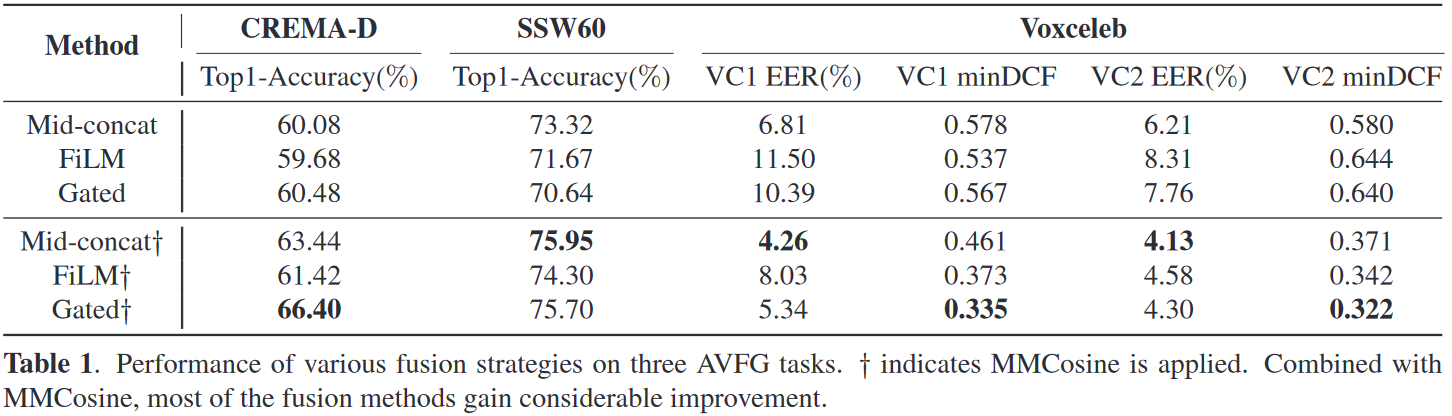 Method CREMA-D SSW60 Voxceleb
Top1-Accuracy(%) Top1-Accuracy(%) VC1 EER(%) VC1 minDCF VC2 EER(%) VC2 minDCF
Mid-concat 60.08 73.32 6.81 0.578 6.21 0.580
FiLM 59.68 71.67 11.50 0.537 8.31 0.644
Gated 60.48 70.64 10.39 0.567 7.76 0.640
Mid-concat† 63.44 75.95 4.26 0.461 4.13 0.371
FiLM† 61.42 74.30 8.03 0.373 4.58 0.342
Gated† 66.40 75.70 5.34 0.335 4.30 0.322
Table 1. Performance of various fusion strategies on three AVFG tasks. † indicates MMCosine is applied. Combined with
MMCosine, most of the fusion methods gain considerable improvement.